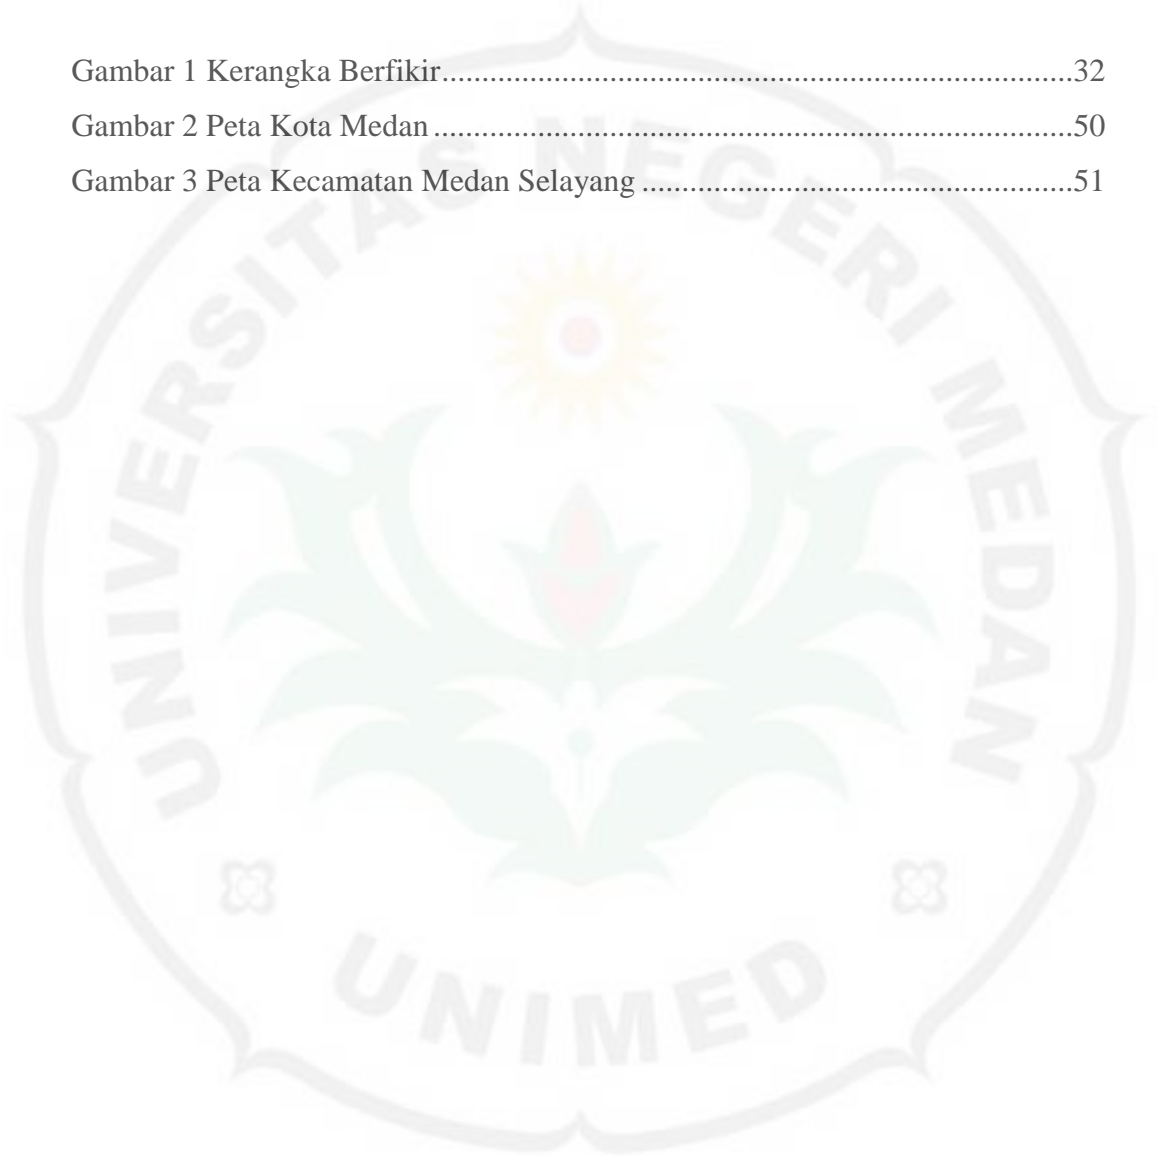 Gambar 1 Kerangka Berfikir..................................................................................32
Gambar 2 Peta Kota Medan...................................................................................50
Gambar 3 Peta Kecamatan Medan Selayang........................................................51
UNIVERSITAS NEGERI MEDAN
UNIMED